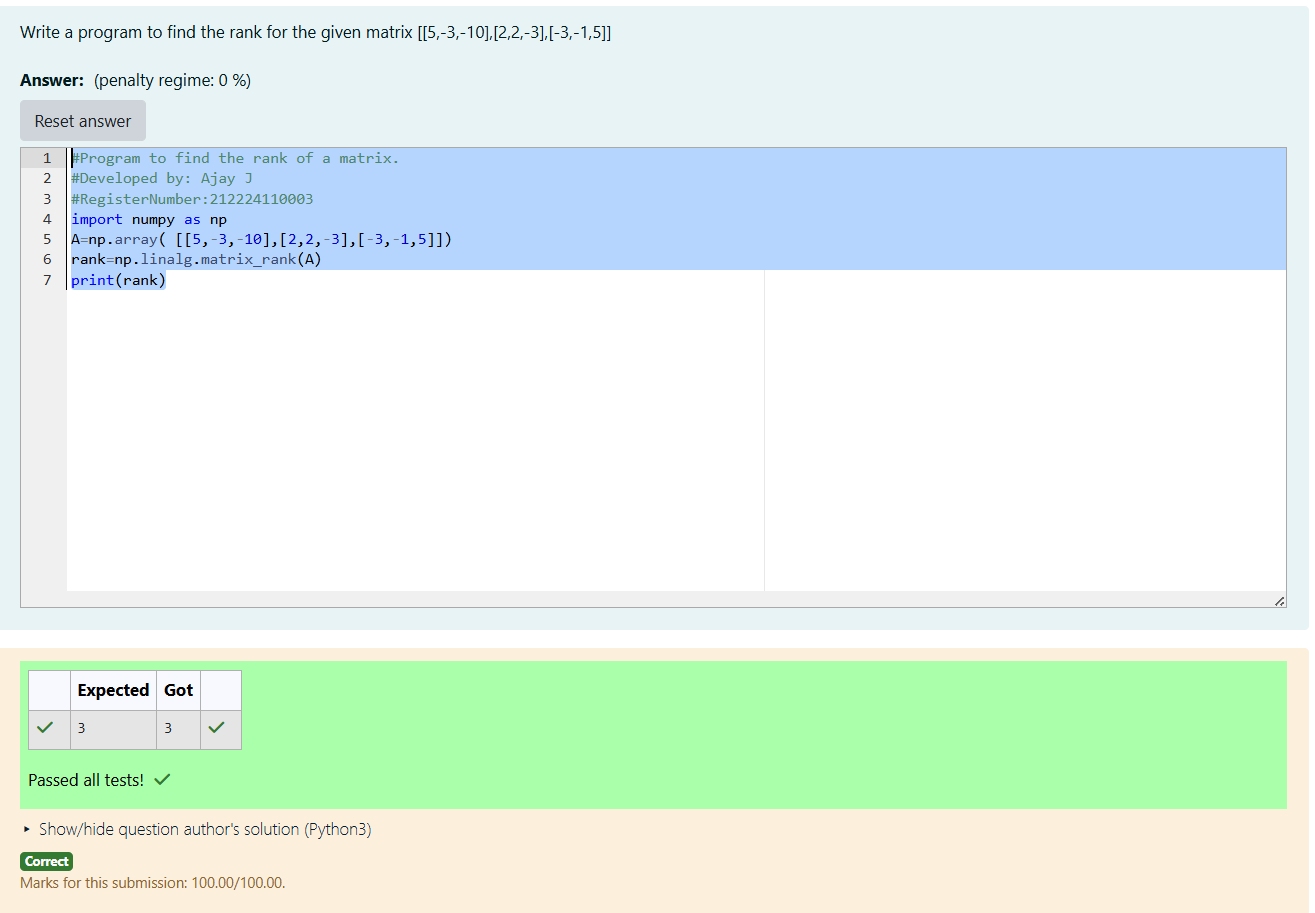 Write a program to find the rank for the given matrix [[5,-3,-10],[2,2,-3],[-3,-1,5]]
Answer: (penalty regime: 0 %)
Reset answer
1 #Program to find the rank of a matrix.
2 #Developed by: Ajay J
3 #RegisterNumber:212224110003
4 import numpy as np
5 A=np.array( [[5,-3,-10],[2,2,-3],[-3,-1,5]])
6 rank=np.linalg.matrix_rank(A)
7 print(rank)
Expected Got
3 3
Passed all tests!
Show/hide question author's solution (Python3)
Correct
Marks for this submission: 100.00/100.00.